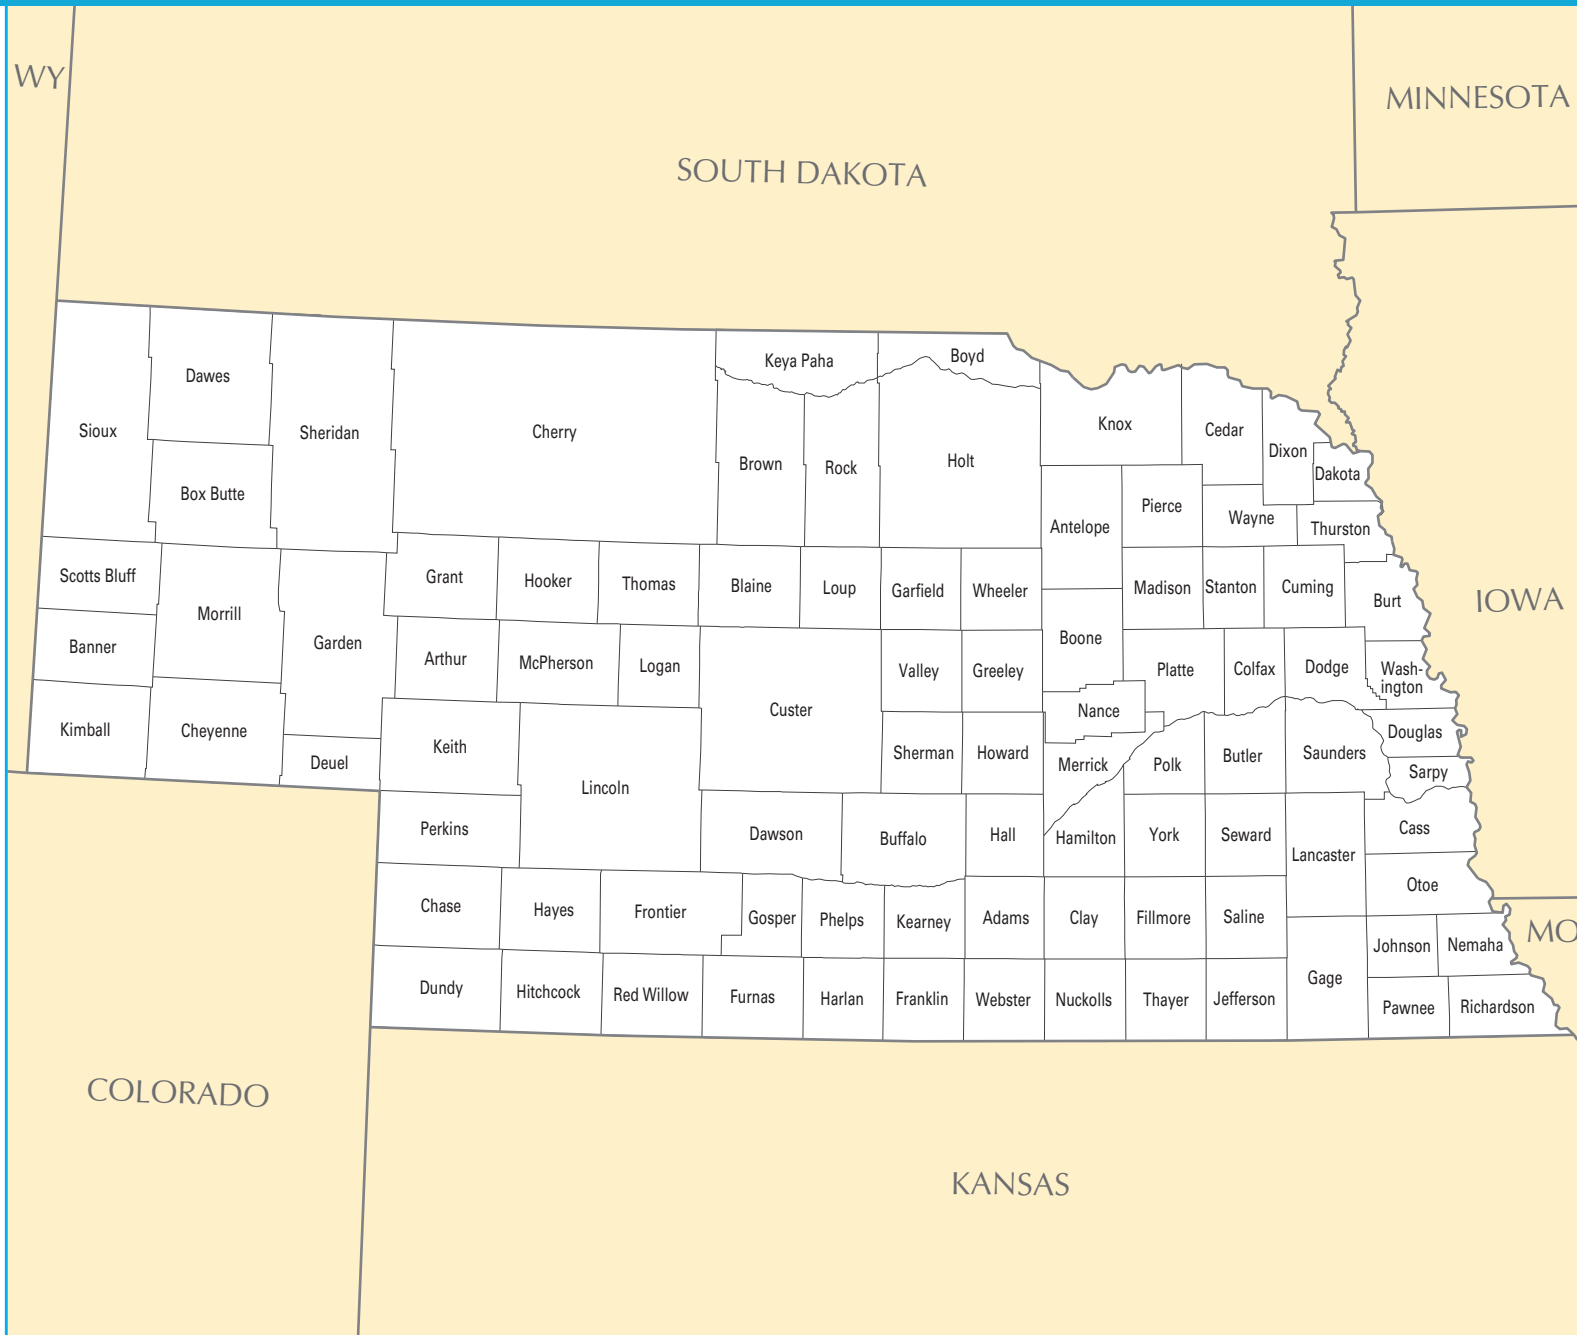 WY
MINNESOTA
SOUTH DAKOTA
Keya Paha
Boyd
Dawes
Sioux
Sheridan
Cherry
Knox
Cedar
Dixon
Brown
Rock
Holt
Dakota
Box Butte
Pierce
Wayne
Antelope
Thurston
Scotts Bluff
Grant
Hooker
Thomas
Blaine
Loup
Garfield
Wheeler
Madison
Stanton
Cuming
Burt
IOWA
Morrill
Banner
Garden
Arthur
McPherson
Logan
Boone
Valley
Greeley
Platte
Colfax
Dodge
Wash-
ington
Custer
Nance
Kimball
Cheyenne
Deuel
Keith
Lincoln
Sherman
Howard
Merrick
Polk
Butler
Saunders
Douglas
Sarpy
Perkins
Dawson
Buffalo
Hall
Hamilton
York
Seward
Lancaster
Cass
Otoe
Chase
Hayes
Frontier
Gosper
Phelps
Kearney
Adams
Clay
Fillmore
Saline
Johnson
Nemaha
MO
Dundy
Hitchcock
Red Willow
Furnas
Harlan
Franklin
Webster
Nuckolls
Thayer
Jefferson
Gage
Pawnee
Richardson
COLORADO
KANSAS